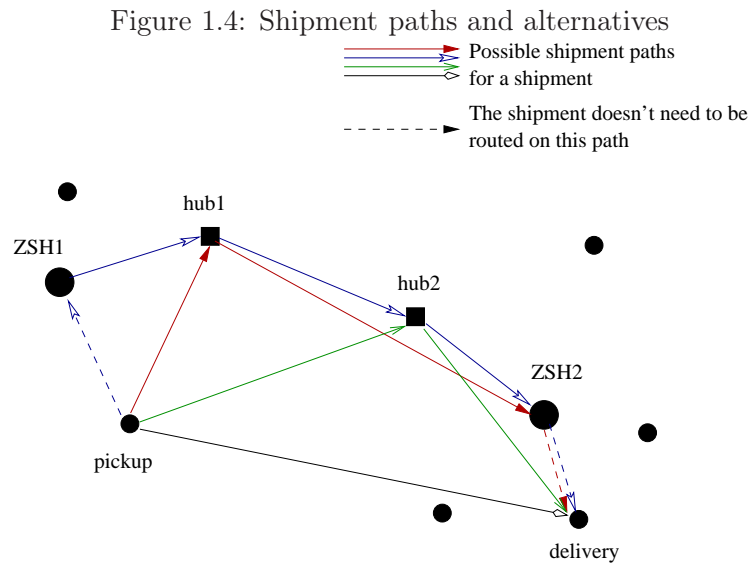 Figure 1.4: Shipment paths and alternatives
Possible shipment paths
for a shipment
The shipment doesn't need to be
routed on this path
hub1
ZSH1
hub2
ZSH2
pickup
delivery